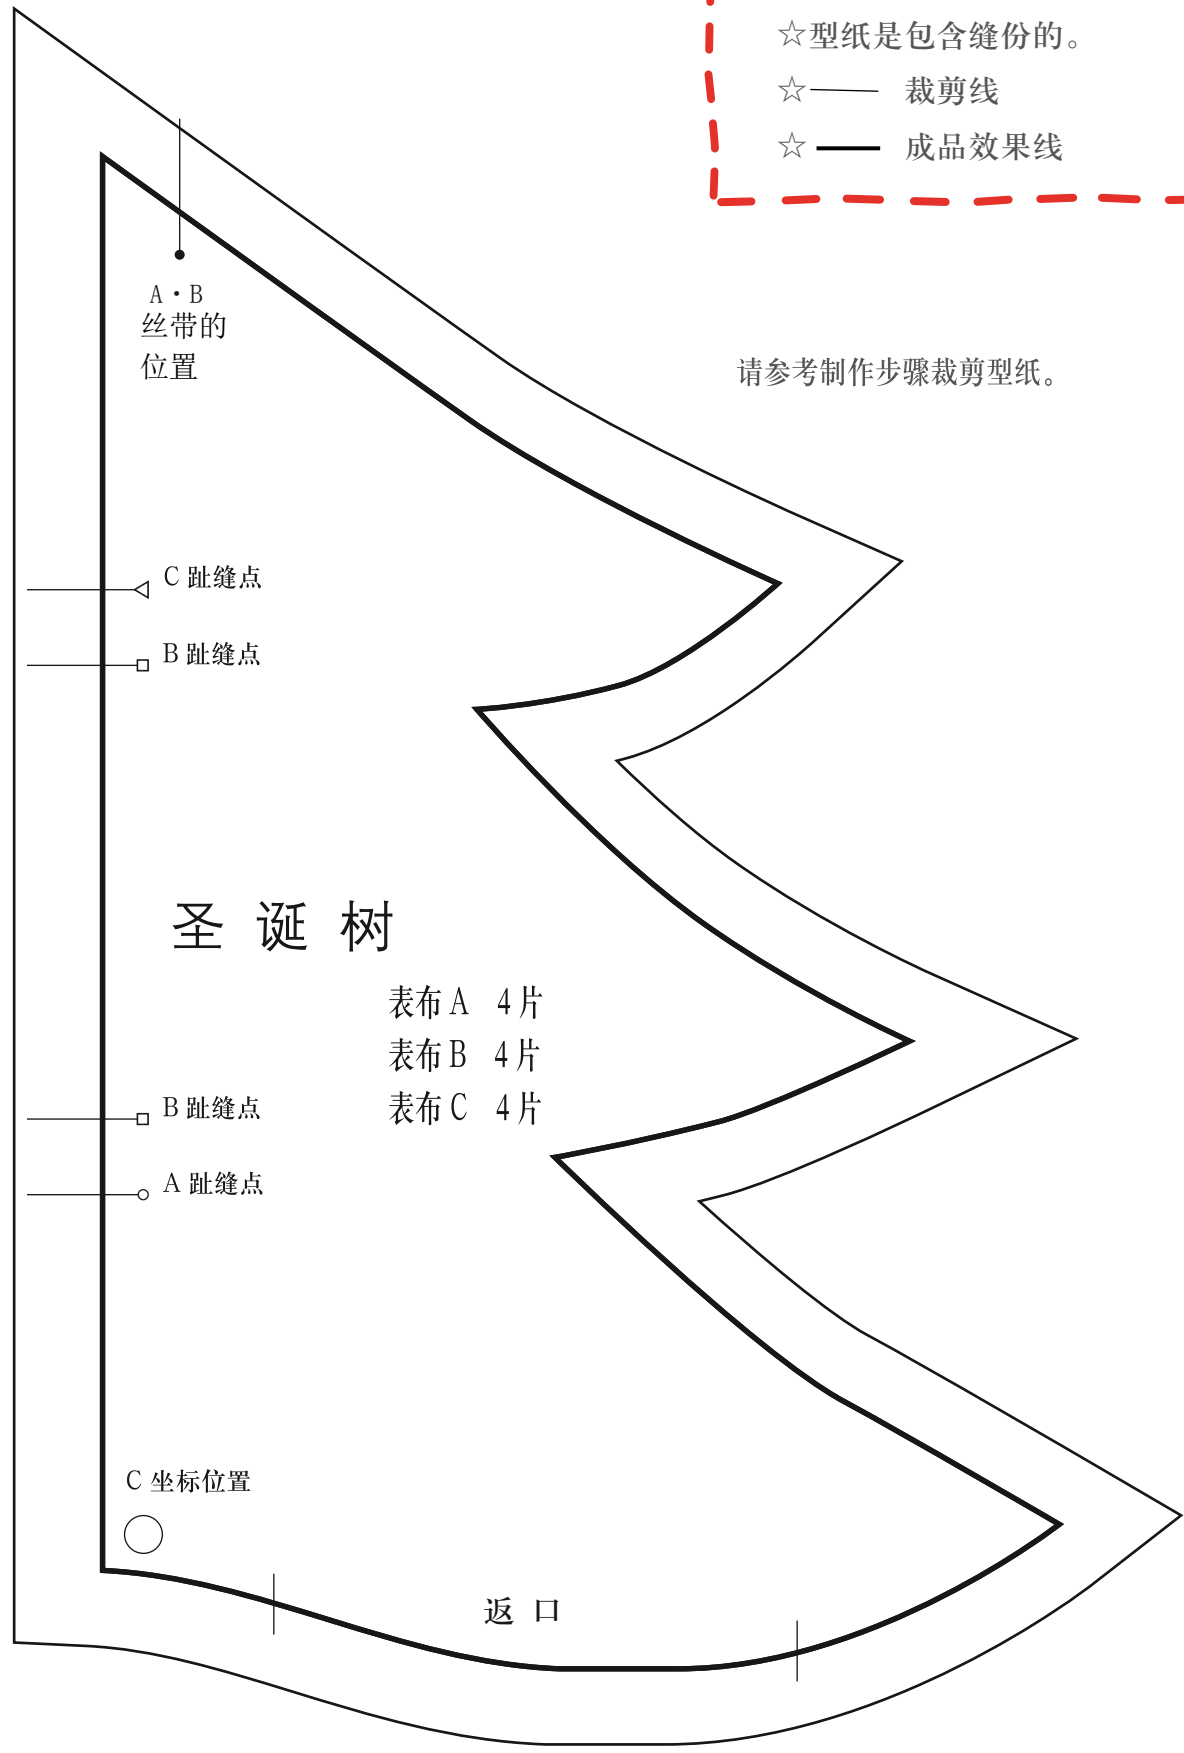 ☆型纸是包含缝份的。
☆—— 裁剪线
☆—— 成品效果线
A·B
丝带的
位置
请参考制作步骤裁剪型纸。
C 趾缝点
B 趾缝点
圣诞树
表布A 4片
表布B 4片
表布C 4片
B 趾缝点
A 趾缝点
C 坐标位置
返口